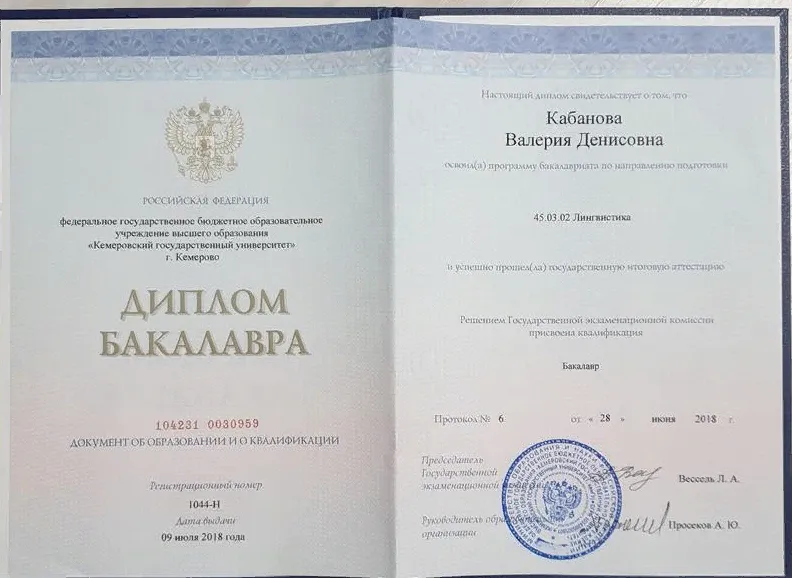 РОССИЙСКАЯ ФЕДЕРАЦИЯ
федеральное государственное бюджетное образовательное
учреждение высшего образования
«Кемеровский государственный университет»
г. Кемерово
ДИПЛОМ
БАКАЛАВРА
104231 0030959
ДОКУМЕНТ ОБ ОБРАЗОВАНИИ И О КВАЛИФИКАЦИИ
Регистрационный номер
1044-Н
Дата выдачи
09 июля 2018 года
Настоящий диплом свидетельствует о том, что
Кабанова
Валерия Денисовна
освоил(а) программу бакалавриата по направлению подготовки
45.03.02 Лингвистика
и успешно прошел(ла) государственную итоговую аттестацию
Решением Государственной экзаменационной комиссии
присвоена квалификация
Бакалавр
Протокол № 6 от « 28 » июня 2018 г.
Председатель
Государственной
экзаменационной
Вессель Л. А.
Руководитель
организации
Просеков А. Ю.